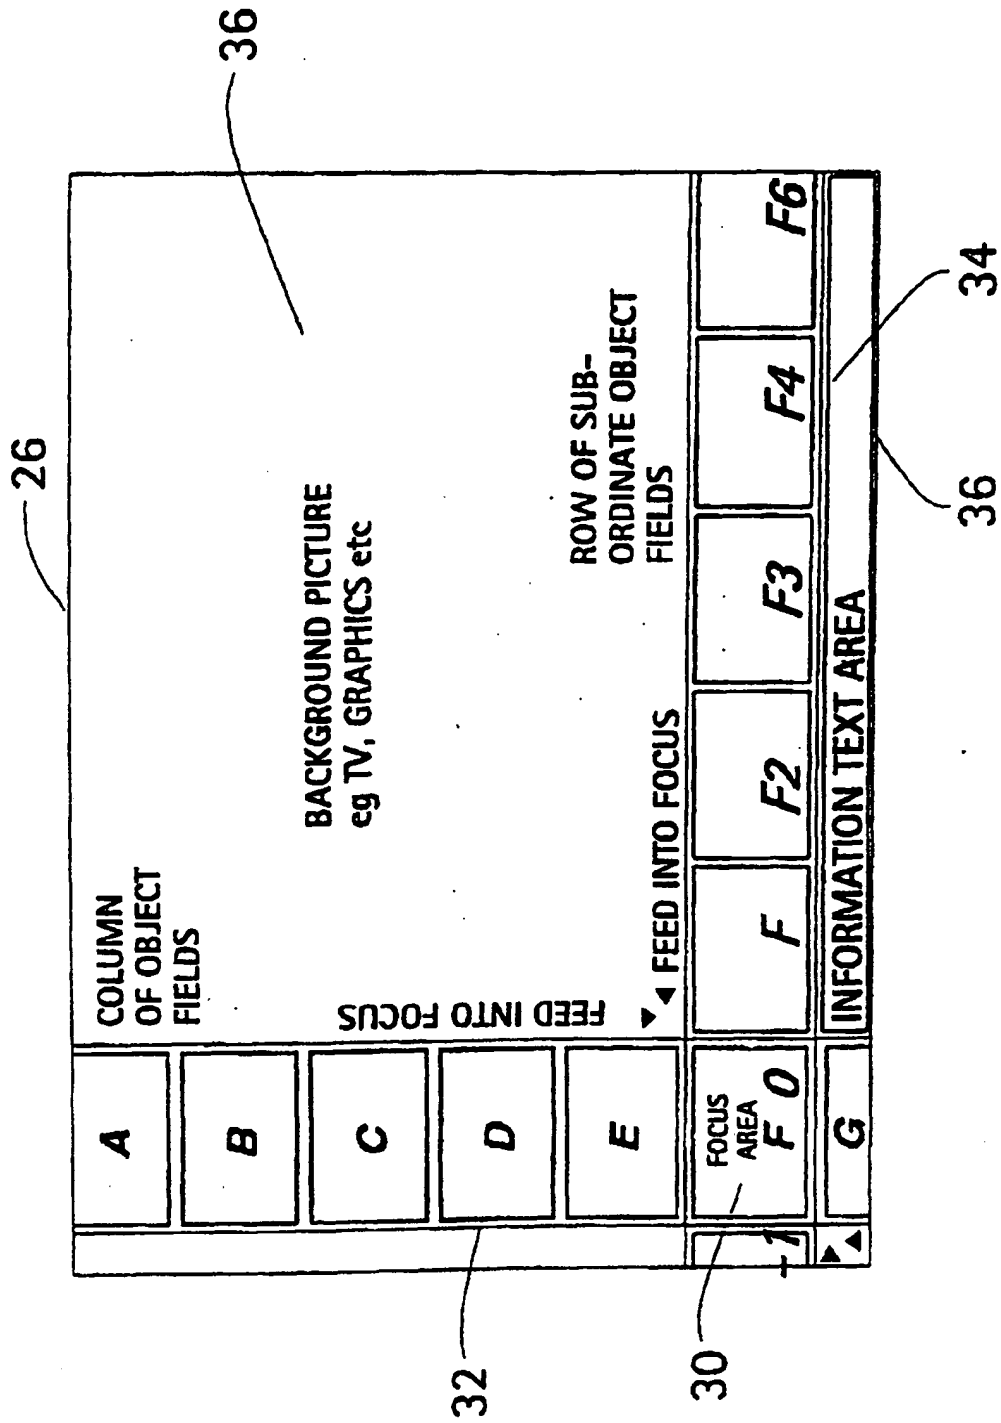 26
36
COLUMN
OF OBJECT
FIELDS
BACKGROUND PICTURE
eg TV, GRAPHICS etc
FEED INTO FOCUS
ROW OF SUB-
ORDINATE OBJECT
FIELDS
FEED INTO FOCUS
A
B
C
D
E
FOCUS
AREA
F 0
-1
F
F2
F3
F4
F6
G
INFORMATION TEXT AREA
32
30
36
34